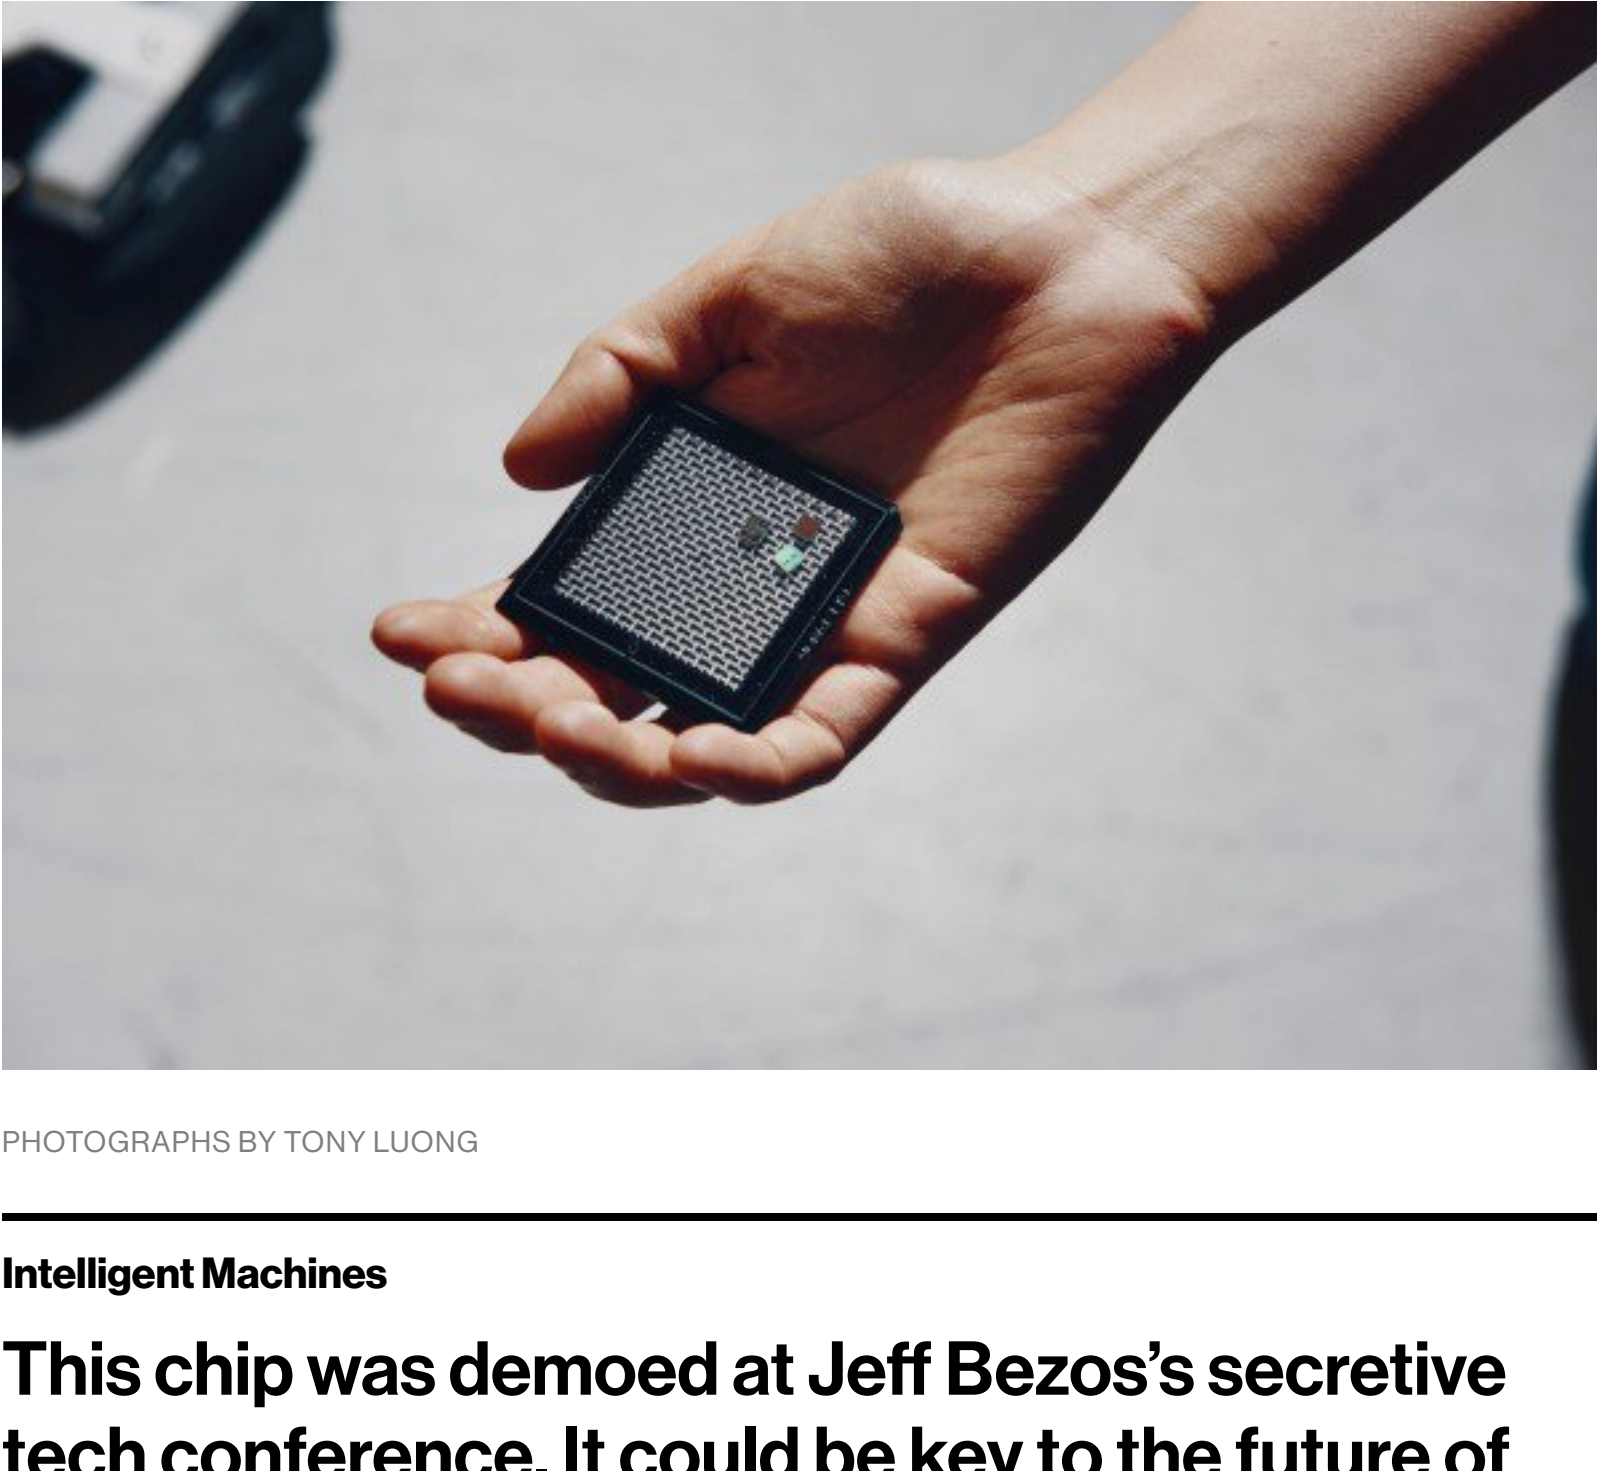 PHOTOGRAPHS BY TONY LUONG
Intelligent Machines
This chip was demoed at Jeff Bezos’s secretive
tech conference. It could be key to the future of